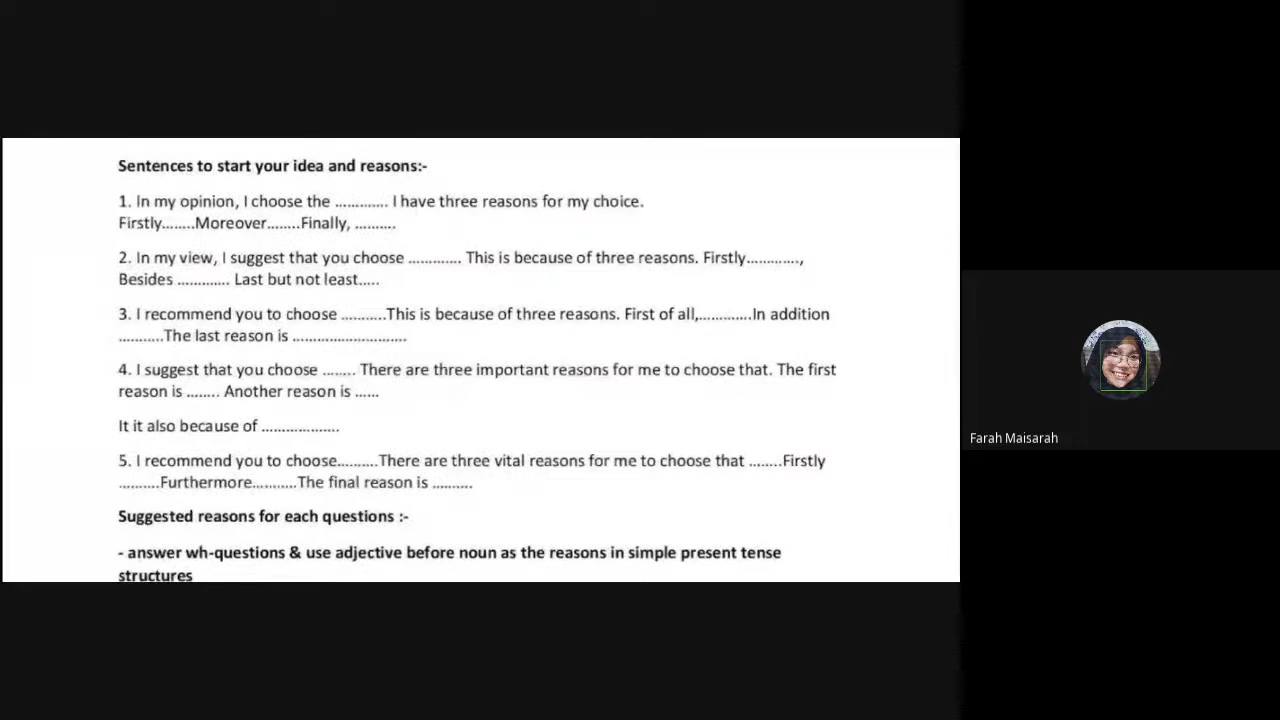 Sentences to start your idea and reasons:-
1. In my opinion, I choose the …………. I have three reasons for my choice.
Firstly……..Moreover……..Finally, ……….
2. In my view, I suggest that you choose …………. This is because of three reasons. Firstly………….,
Besides …………. Last but not least…..
3. I recommend you to choose ………..This is because of three reasons. First of all,………….In addition
………..The last reason is ……………………….
4. I suggest that you choose …….. There are three important reasons for me to choose that. The first
reason is …….. Another reason is ……
It it also because of ……………….
5. I recommend you to choose……….There are three vital reasons for me to choose that ……..Firstly
……….Furthermore………..The final reason is ……….
Suggested reasons for each questions :-
- answer wh-questions & use adjective before noun as the reasons in simple present tense
structures
Farah Maisarah